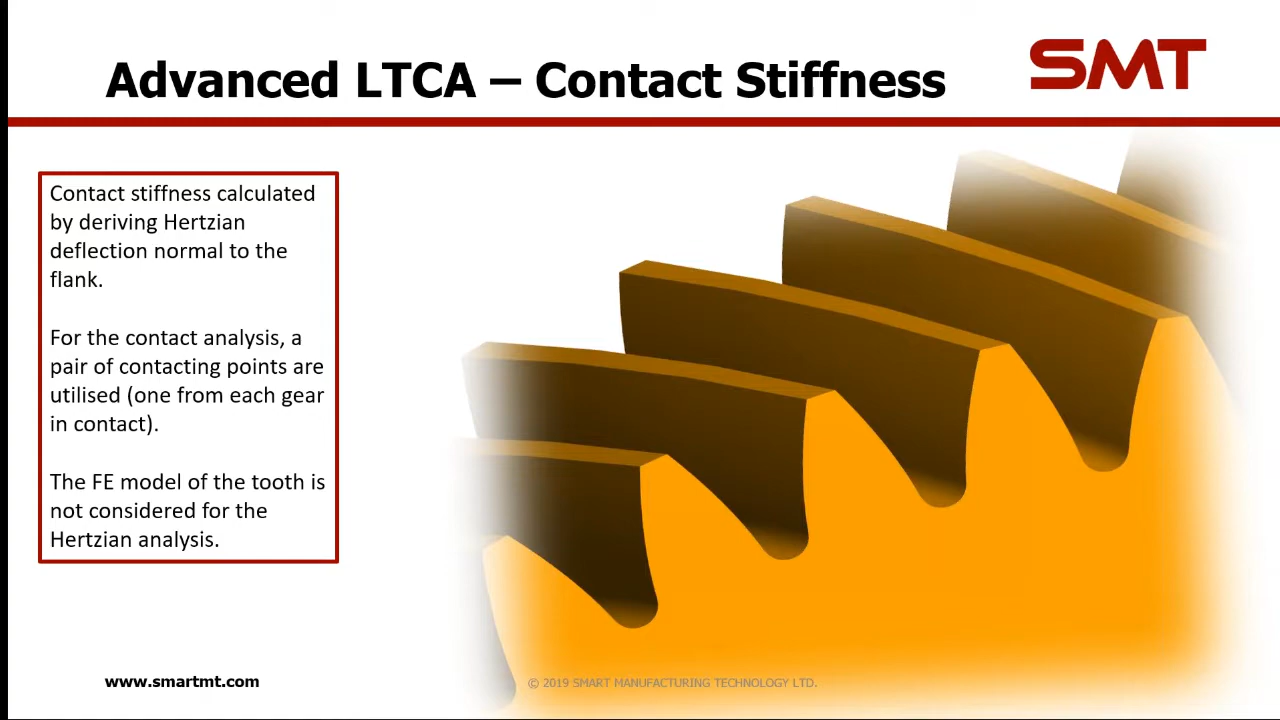 Advanced LTCA – Contact Stiffness
SMT
Contact stiffness calculated
by deriving Hertzian
deflection normal to the
flank.
For the contact analysis, a
pair of contacting points are
utilised (one from each gear
in contact).
The FE model of the tooth is
not considered for the
Hertzian analysis.
www.smartmt.com
© 2019 SMART MANUFACTURING TECHNOLOGY LTD.